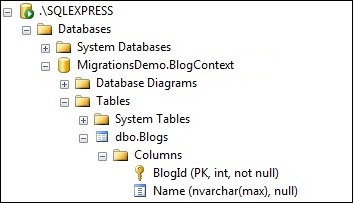 .\SQLEXPRESS
Databases
System Databases
MigrationsDemo.BlogContext
Database Diagrams
Tables
System Tables
dbo.Blogs
Columns
BlogId (PK, int, not null)
Name (nvarchar(max), null)